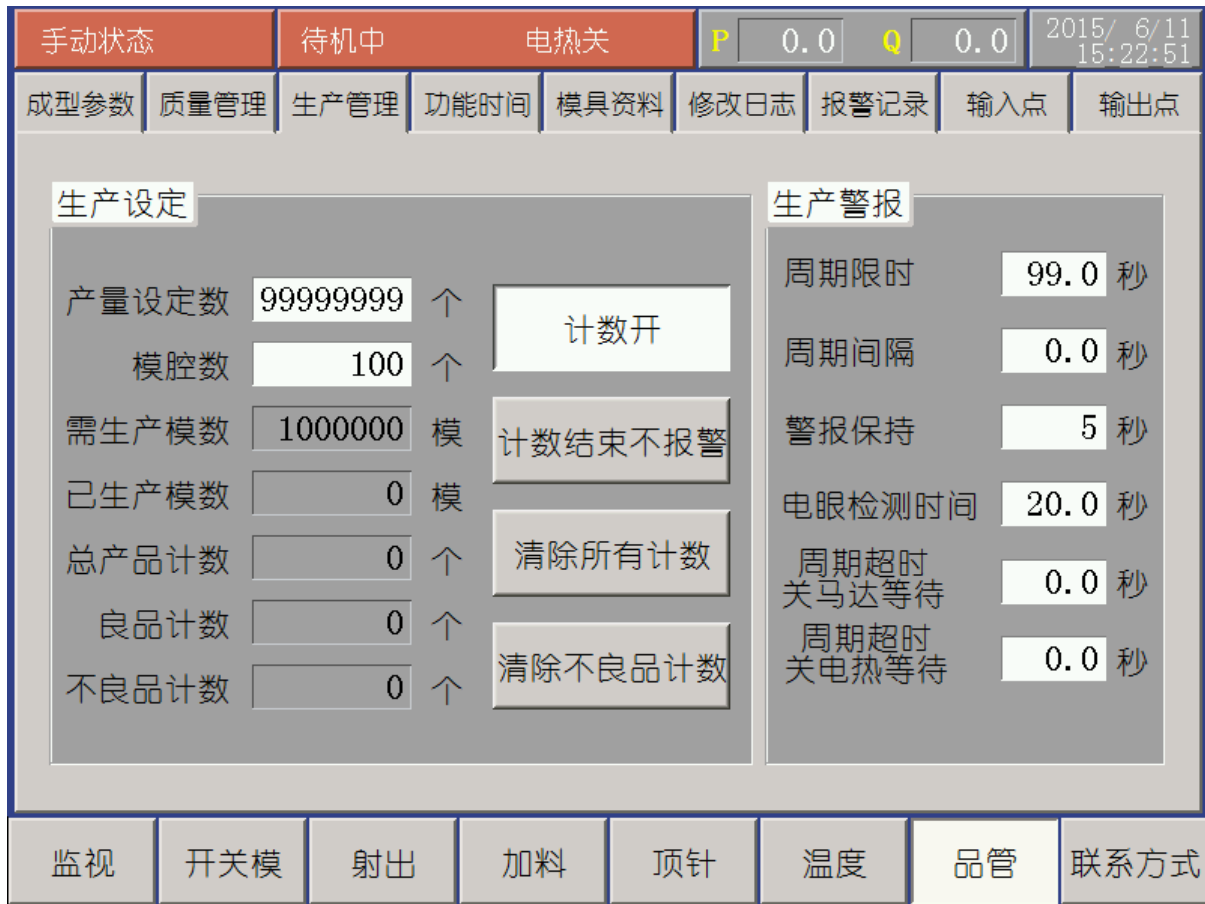 手动状态 待机中 电热关 P 0.0 Q 0.0 2015/ 6/11
15:22:51
成型参数 质量管理 生产管理 功能时间 模具资料 修改日志 报警记录 输入点 输出点
生产设定
产量设定数 99999999 个
模腔数 100 个
需生产模数 1000000 模
已生产模数 0 模
总产品计数 0 个
良品计数 0 个
不良品计数 0 个
计数开
计数结束不报警
清除所有计数
清除不良品计数
生产警报
周期限时 99.0 秒
周期间隔 0.0 秒
警报保持 5 秒
电眼检测时间 20.0 秒
周期超时
关马达等待 0.0 秒
周期超时
关电热等待 0.0 秒
监视 开关模 射出 加料 顶针 温度 品管 联系方式